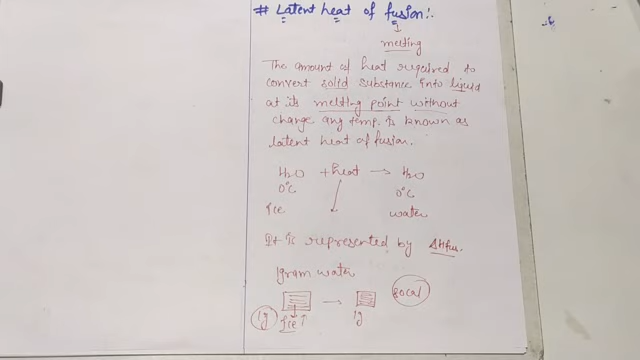 # Latent heat of fusion:-
↓
melting
The amount of heat required to
convert solid substance into liquid
at its melting point without
change any temp. is known as
latent heat of fusion.
H2O + heat → H2O
0°C 0°C
Ice water
It is represented by ΔHfus.
1gram water
80cal
1g Ice ↑ → 1g